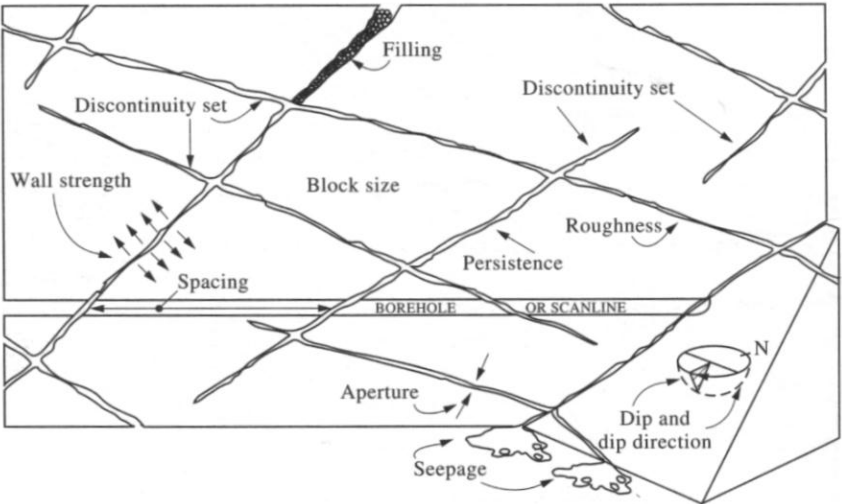 Filling
Discontinuity set
Discontinuity set
Wall strength
Block size
Roughness
Persistence
Spacing
BOREHOLE
OR SCANLINE
N
Aperture
Dip and
dip direction
Seepage